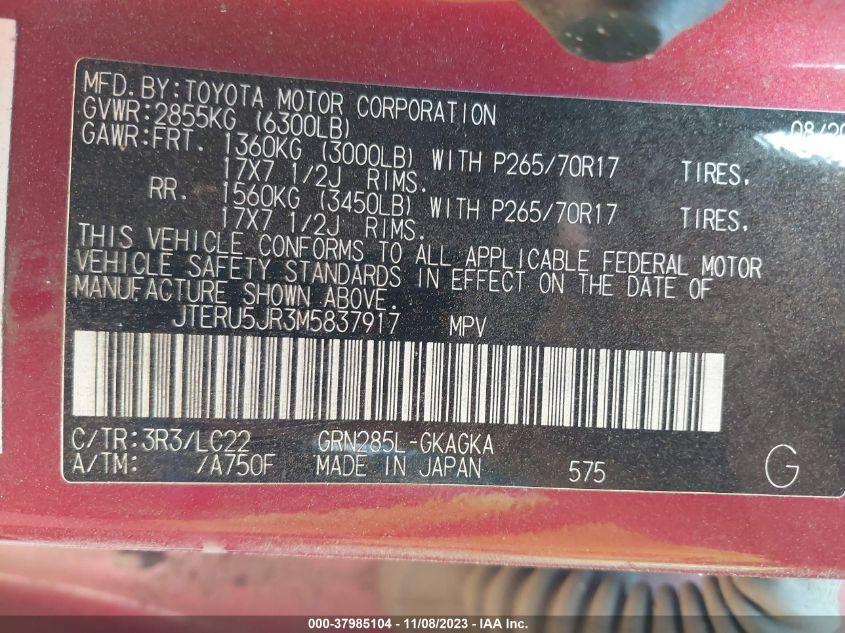 MFD. BY: TOYOTA MOTOR CORPORATION 08/20
GVWR: 2855KG (6300LB)
GAWR: FRT. 1360KG (3000LB) WITH P265/70R17 TIRES.
17X7 1/2J RIMS.
RR. 1560KG (3450LB) WITH P265/70R17 TIRES.
17X7 1/2J RIMS.
THIS VEHICLE CONFORMS TO ALL APPLICABLE FEDERAL MOTOR
VEHICLE SAFETY STANDARDS IN EFFECT ON THE DATE OF
MANUFACTURE SHOWN ABOVE.
JTERU5JR3M5837917 MPV
C/TR: 3R3/LC22 GRN285L-GKAGKA
A/TM: /A750F MADE IN JAPAN 575 G
000-37985104 - 11/08/2023 - IAA Inc.